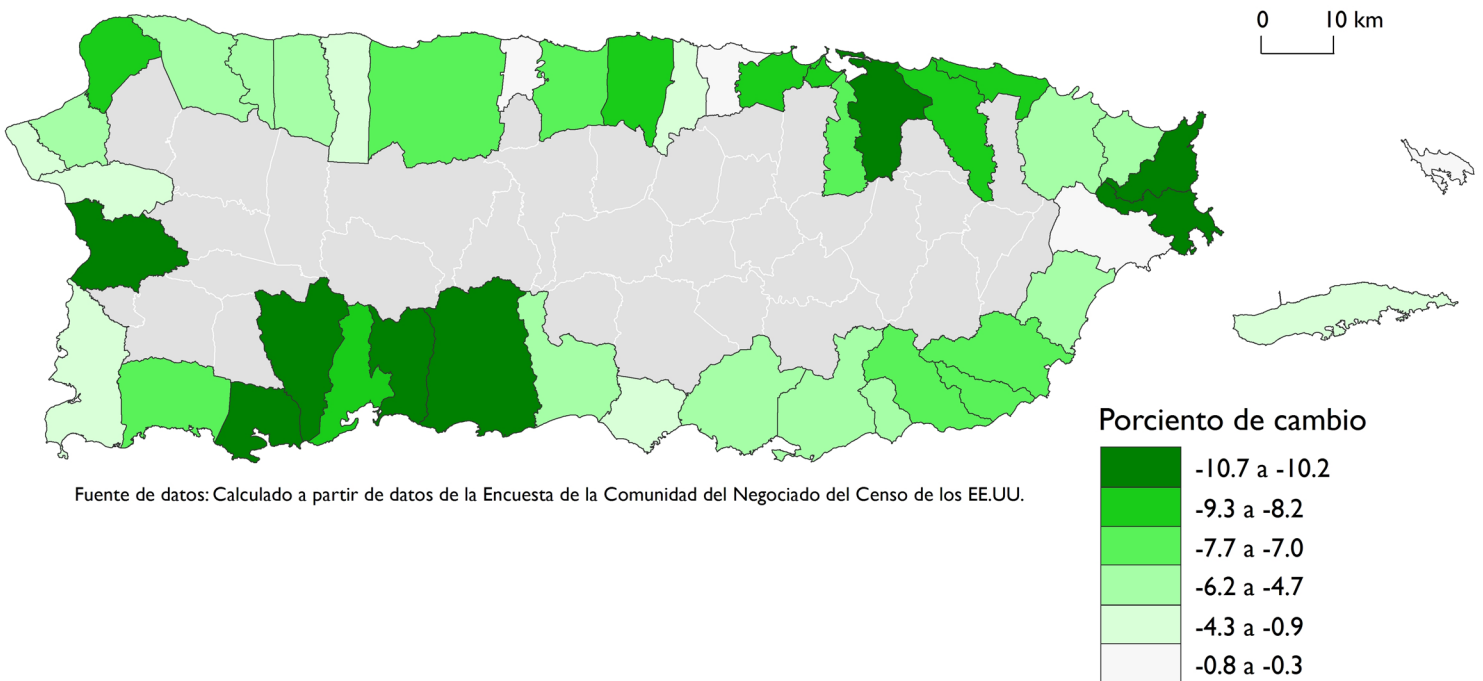 0 10 km
Porciento de cambio
-10.7 a -10.2
Fuente de datos: Calculado a partir de datos de la Encuesta de la Comunidad del Negociado del Censo de los EE.UU.
-9.3 a -8.2
-7.7 a -7.0
-6.2 a -4.7
-4.3 a -0.9
-0.8 a -0.3